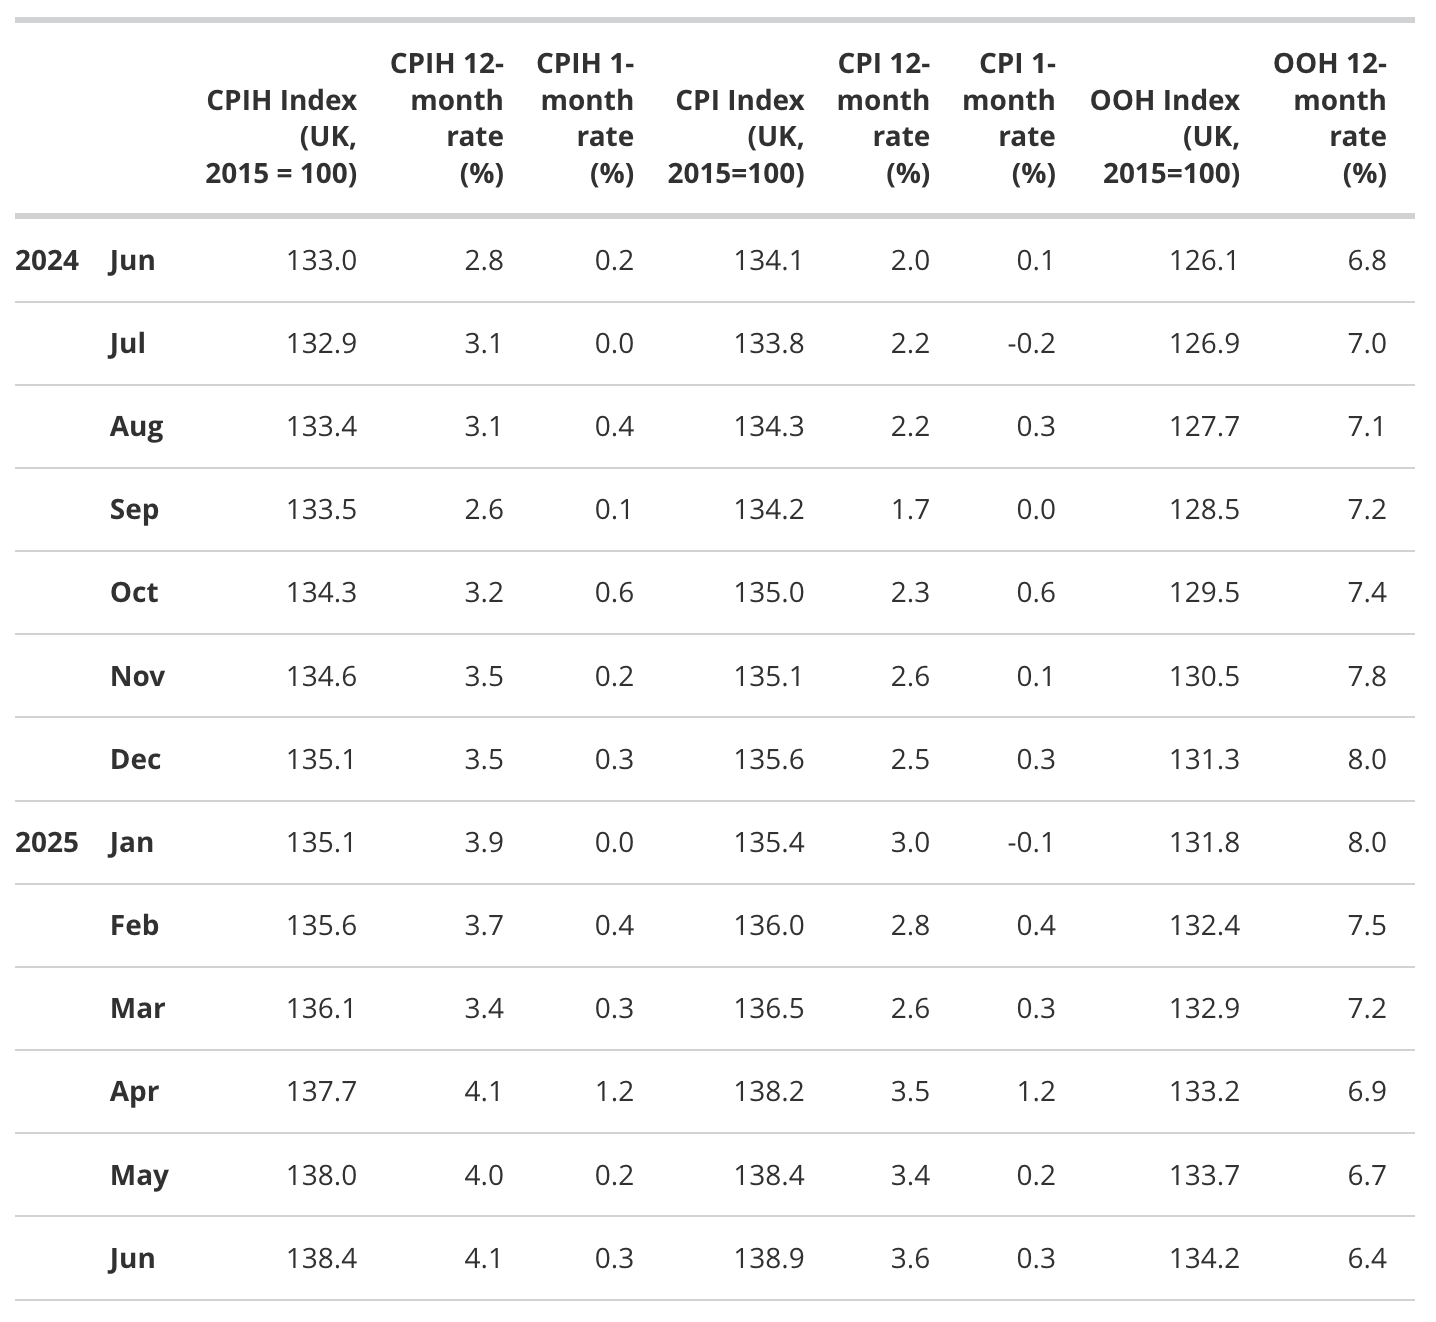 CPIH Index (UK, 2015 = 100) CPIH 12-month rate (%) CPIH 1-month rate (%) CPI Index (UK, 2015=100) CPI 12-month rate (%) CPI 1-month rate (%) OOH Index (UK, 2015=100) OOH 12-month rate (%)
2024 Jun 133.0 2.8 0.2 134.1 2.0 0.1 126.1 6.8
Jul 132.9 3.1 0.0 133.8 2.2 -0.2 126.9 7.0
Aug 133.4 3.1 0.4 134.3 2.2 0.3 127.7 7.1
Sep 133.5 2.6 0.1 134.2 1.7 0.0 128.5 7.2
Oct 134.3 3.2 0.6 135.0 2.3 0.6 129.5 7.4
Nov 134.6 3.5 0.2 135.1 2.6 0.1 130.5 7.8
Dec 135.1 3.5 0.3 135.6 2.5 0.3 131.3 8.0
2025 Jan 135.1 3.9 0.0 135.4 3.0 -0.1 131.8 8.0
Feb 135.6 3.7 0.4 136.0 2.8 0.4 132.4 7.5
Mar 136.1 3.4 0.3 136.5 2.6 0.3 132.9 7.2
Apr 137.7 4.1 1.2 138.2 3.5 1.2 133.2 6.9
May 138.0 4.0 0.2 138.4 3.4 0.2 133.7 6.7
Jun 138.4 4.1 0.3 138.9 3.6 0.3 134.2 6.4